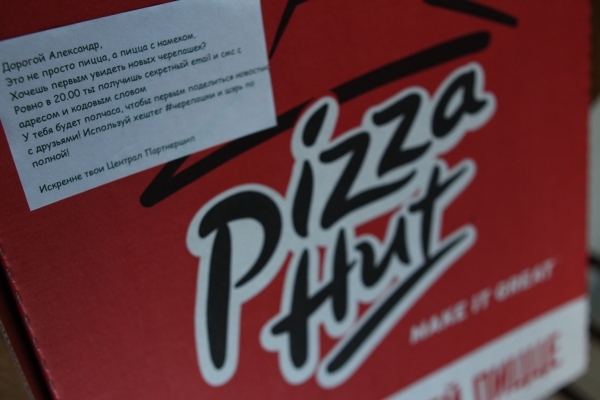 Дорогой Александр,
Это не просто пицца, а пицца с намеком.
Хочешь первым увидеть новых черепашек?
Ровно в 20.00 ты получишь секретный email и смс с
адресом и кодовым словом
У тебя будет полчаса, чтобы первым поделиться новостью
с друзьями! Используй хештег #черепашки и шарь по
полной!
Искренне твои Централ Партнершип
Pizza
Hut
MAKE IT GREAT
ПИЦЦЕ